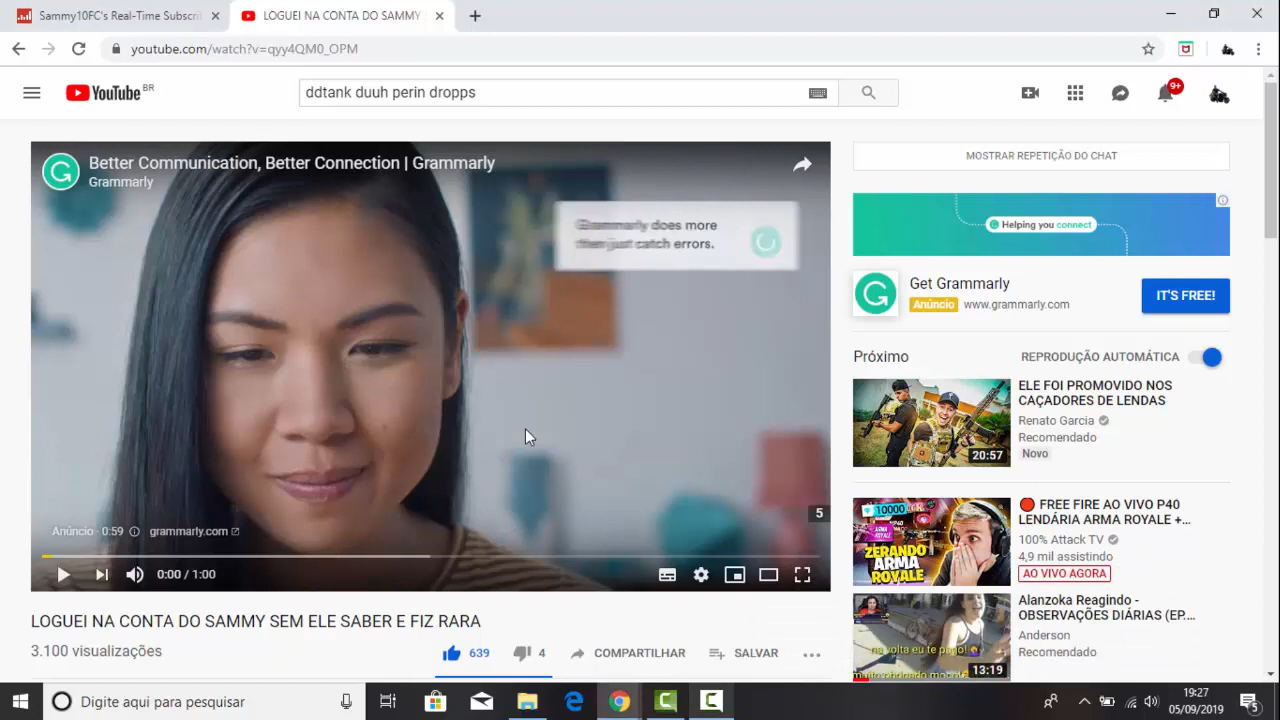 Sammy10FC's Real-Time Subscri
LOGUEI NA CONTA DO SAMMY S
youtube.com/watch?v=qyy4QM0_OPM
YouTube BR
ddtank duuh perin dropps
9+
Better Communication, Better Connection | Grammarly
Grammarly
Grammarly does more
than just catch errors.
Anúncio · 0:59
grammarly.com
5
0:00 / 1:00
LOGUEI NA CONTA DO SAMMY SEM ELE SABER E FIZ RARA
3.100 visualizações
639
4
COMPARTILHAR
SALVAR
MOSTRAR REPETIÇÃO DO CHAT
Helping you connect
Get Grammarly
Anúncio www.grammarly.com
IT'S FREE!
Próximo
REPRODUÇÃO AUTOMÁTICA
20:57
ELE FOI PROMOVIDO NOS
CAÇADORES DE LENDAS
Renato Garcia
Recomendado
Novo
10000
ZERANDO
ARMA
ROYALE
🔴 FREE FIRE AO VIVO P40
LENDÁRIA ARMA ROYALE +...
100% Attack TV
4,9 mil assistindo
AO VIVO AGORA
na volta eu te pago!
13:19
Alanzoka Reagindo -
OBSERVAÇÕES DIÁRIAS (EP....
Anderson
Recomendado
Digite aqui para pesquisar
19:27
05/09/2019
5